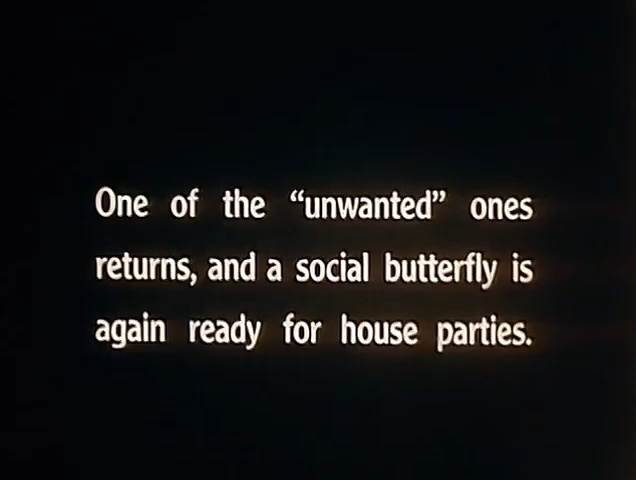 One of the “unwanted” ones
returns, and a social butterfly is
again ready for house parties.